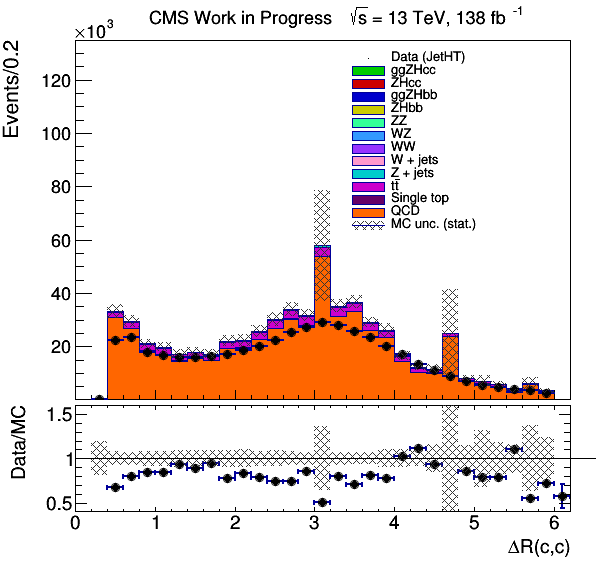 CMS Work in Progress √s = 13 TeV, 138 fb -1
×10³
Events/0.2
120
100
80
60
40
20
Data (JetHT)
ggZHcc
ZHcc
ggZHbb
ZHbb
ZZ
WZ
WW
W + jets
Z + jets
tt̄
Single top
QCD
MC unc. (stat.)
Data/MC
1.5
1
0.5
0 1 2 3 4 5 6
ΔR(c,c)